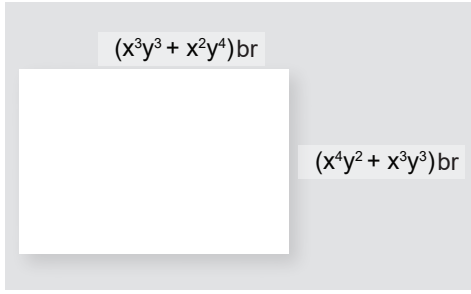 (x³y³ + x²y⁴)br
(x⁴y² + x³y³)br